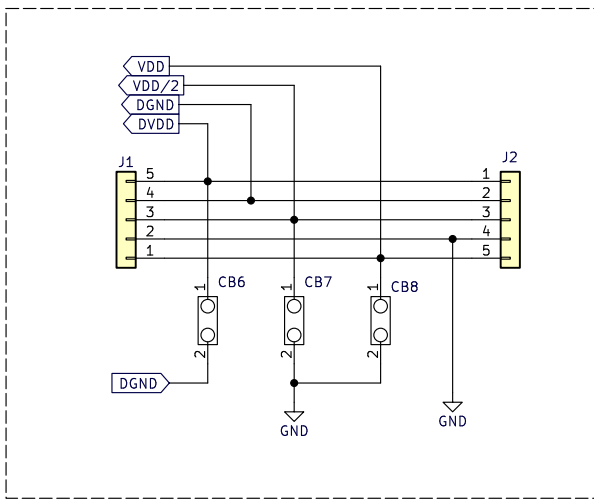 VDD
VDD/2
DGND
DVDD
J1
J2
5 1
4 2
3 3
2 4
1 5
1 CB6 1 CB7 1 CB8
2 2 2
DGND
GND
GND